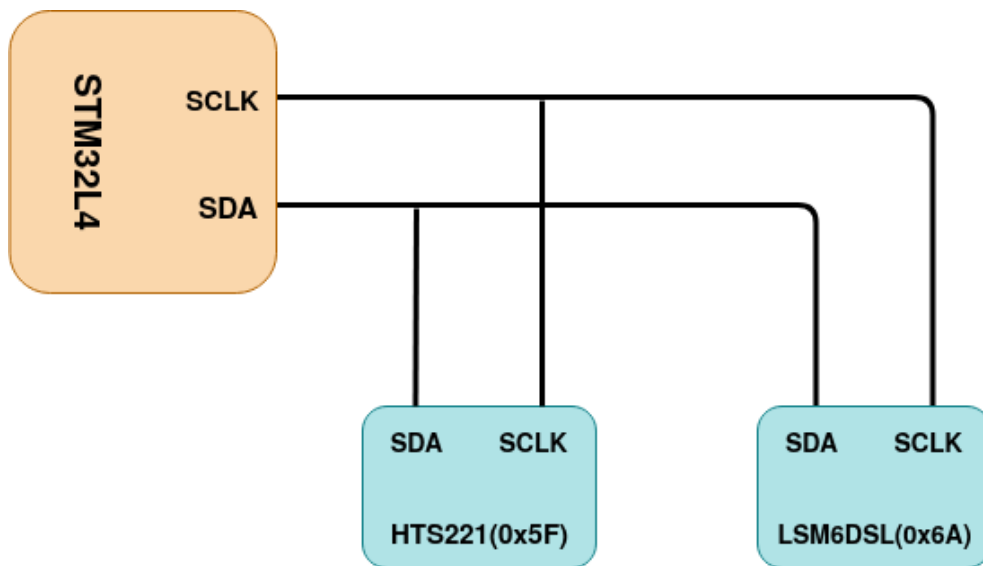 STM32L4
SCLK
SDA
SDA
SCLK
HTS221(0x5F)
SDA
SCLK
LSM6DSL(0x6A)